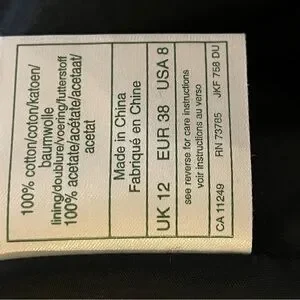 100% cotton/coton/katoen/
baumwolle
lining/doublure/voering/futterstoff
100% acetate/acétate/acetaat/
acetat
Made in China
Fabriqué en Chine
UK 12 EUR 38 USA 8
see reverse for care instructions
voir instructions au verso
CA 11249 RN 73785 JKF 758 DU